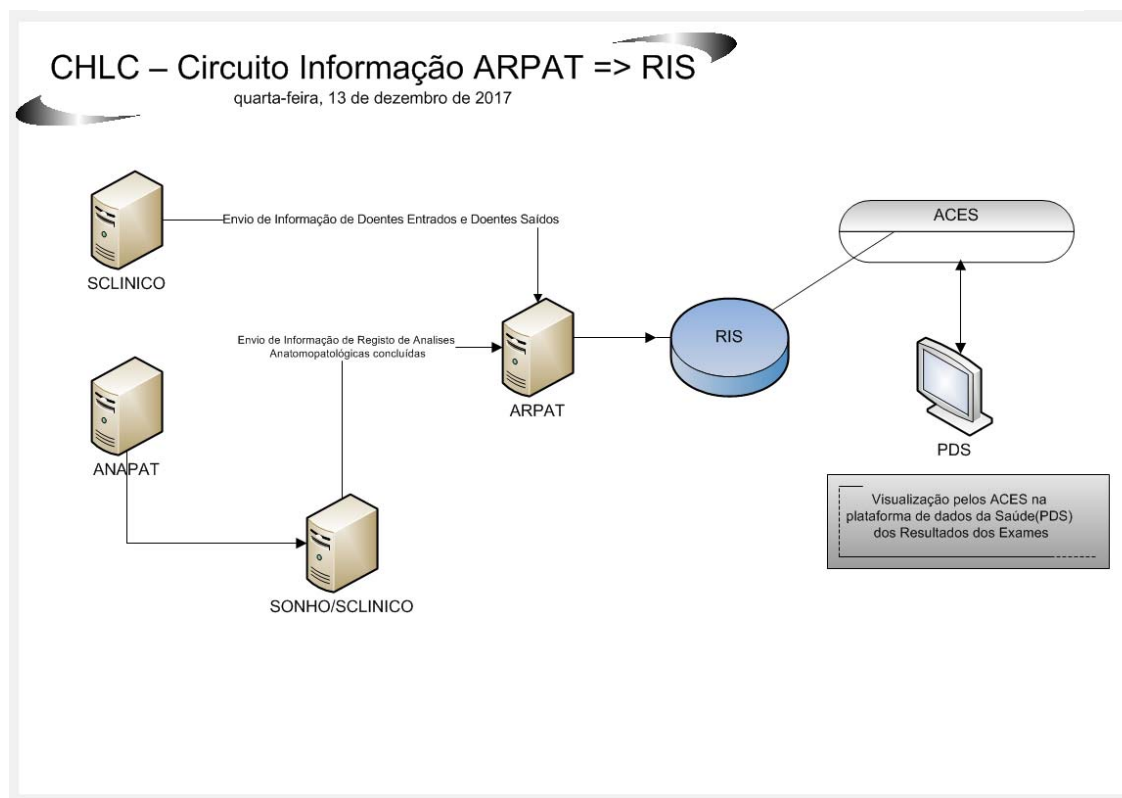 CHLC – Circuito Informação ARPAT => RIS
quarta-feira, 13 de dezembro de 2017
SCLINICO
Envio de Informação de Doentes Entrados e Doentes Saídos
ACES
ANAPAT
Envio de Informação de Registo de Analises
Anatomopatológicas concluídas
ARPAT
RIS
PDS
SONHO/SCLINICO
Visualização pelos ACES na
plataforma de dados da Saúde(PDS)
dos Resultados dos Exames